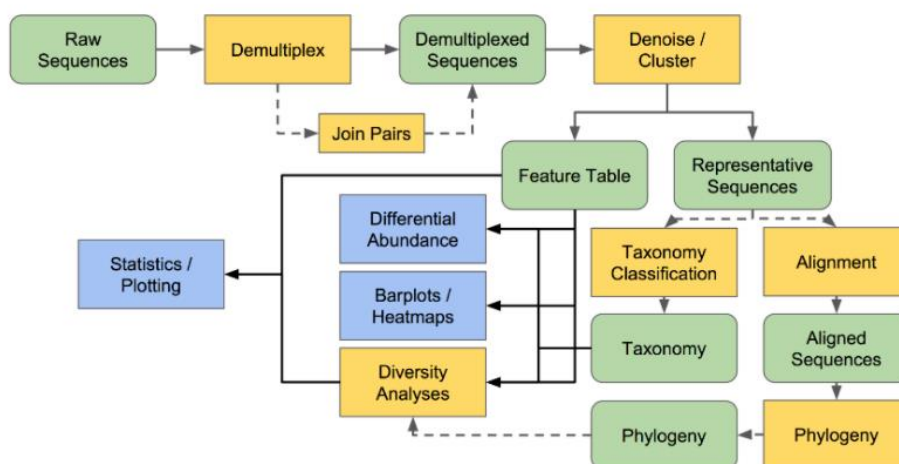 Raw
Sequences
Demultiplex
Demultiplexed
Sequences
Denoise /
Cluster
Join Pairs
Feature Table
Representative
Sequences
Differential
Abundance
Taxonomy
Classification
Alignment
Statistics /
Plotting
Barplots /
Heatmaps
Taxonomy
Aligned
Sequences
Diversity
Analyses
Phylogeny
Phylogeny